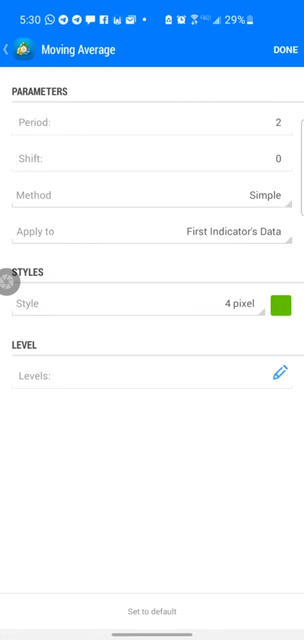 5:30 29%
Moving Average DONE
PARAMETERS
Period: 2
Shift: 0
Method Simple
Apply to First Indicator's Data
STYLES
Style 4 pixel
LEVEL
Levels:
Set to default